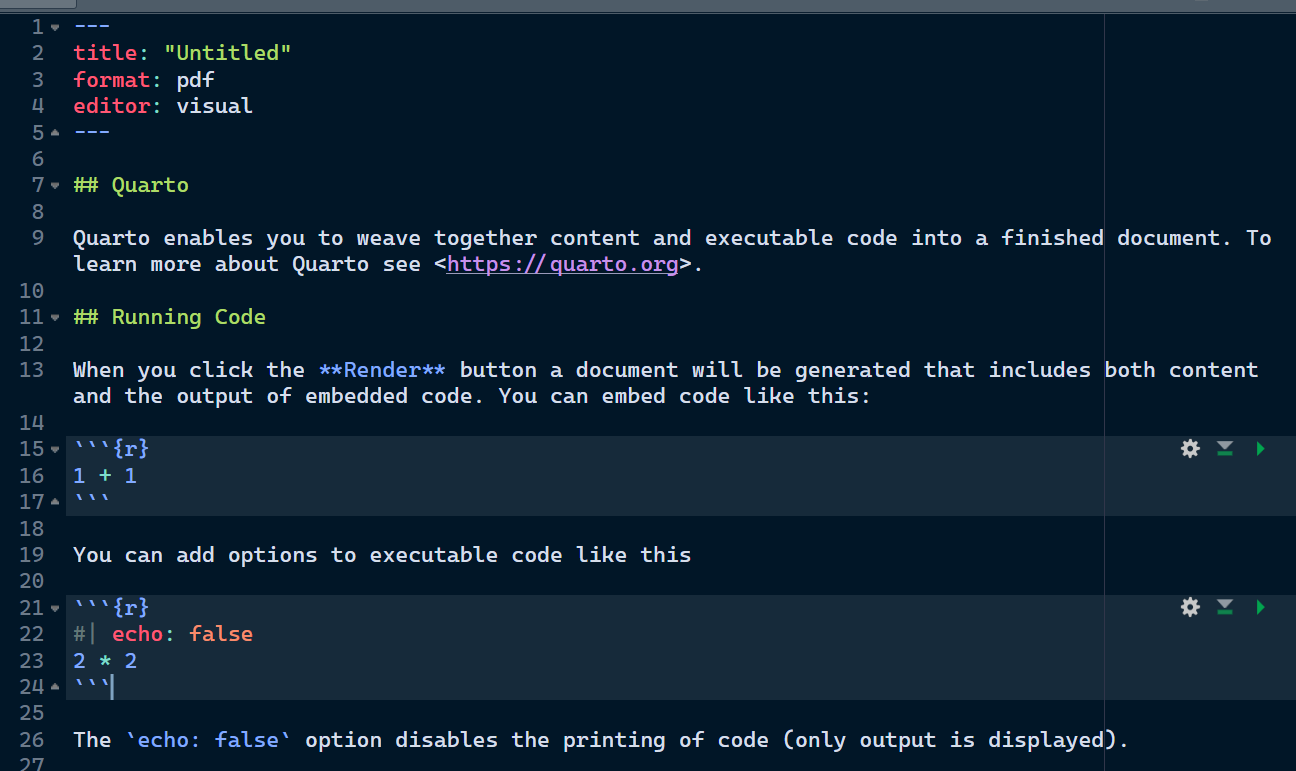 1 ---
2 title: "Untitled"
3 format: pdf
4 editor: visual
5 ---
6
7 ## Quarto
8
9 Quarto enables you to weave together content and executable code into a finished document. To
learn more about Quarto see <https://quarto.org>.
10
11 ## Running Code
12
13 When you click the **Render** button a document will be generated that includes both content
and the output of embedded code. You can embed code like this:
14
15 ```{r}
16 1 + 1
17 ```
18
19 You can add options to executable code like this
20
21 ```{r}
22 #| echo: false
23 2 * 2
24 ```
25
26 The `echo: false` option disables the printing of code (only output is displayed).
27